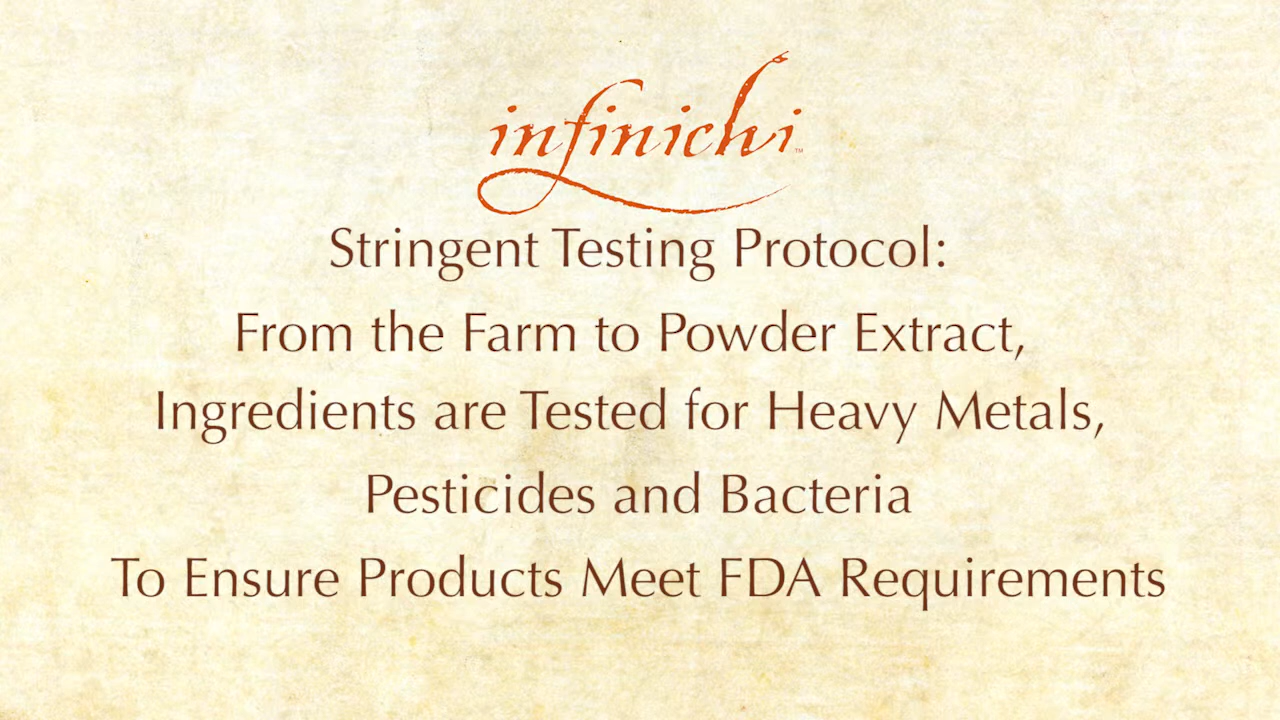 infinichi™
Stringent Testing Protocol:
From the Farm to Powder Extract,
Ingredients are Tested for Heavy Metals,
Pesticides and Bacteria
To Ensure Products Meet FDA Requirements